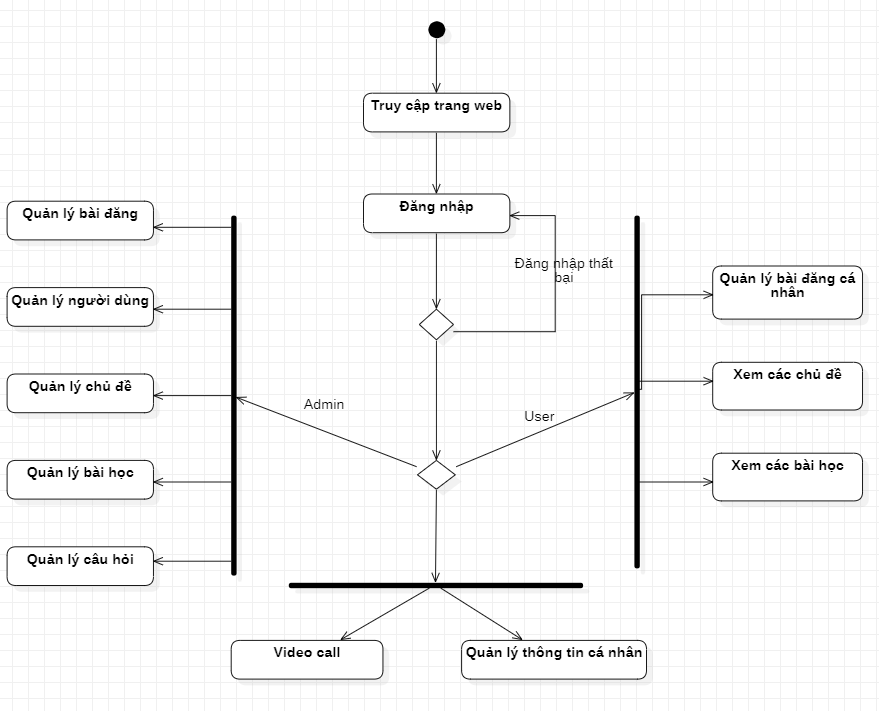 Truy cập trang web
Đăng nhập
Đăng nhập thất
bại
Quản lý bài đăng
Quản lý người dùng
Quản lý chủ đề
Quản lý bài học
Quản lý câu hỏi
Admin
User
Quản lý bài đăng cá
nhân
Xem các chủ đề
Xem các bài học
Video call
Quản lý thông tin cá nhân